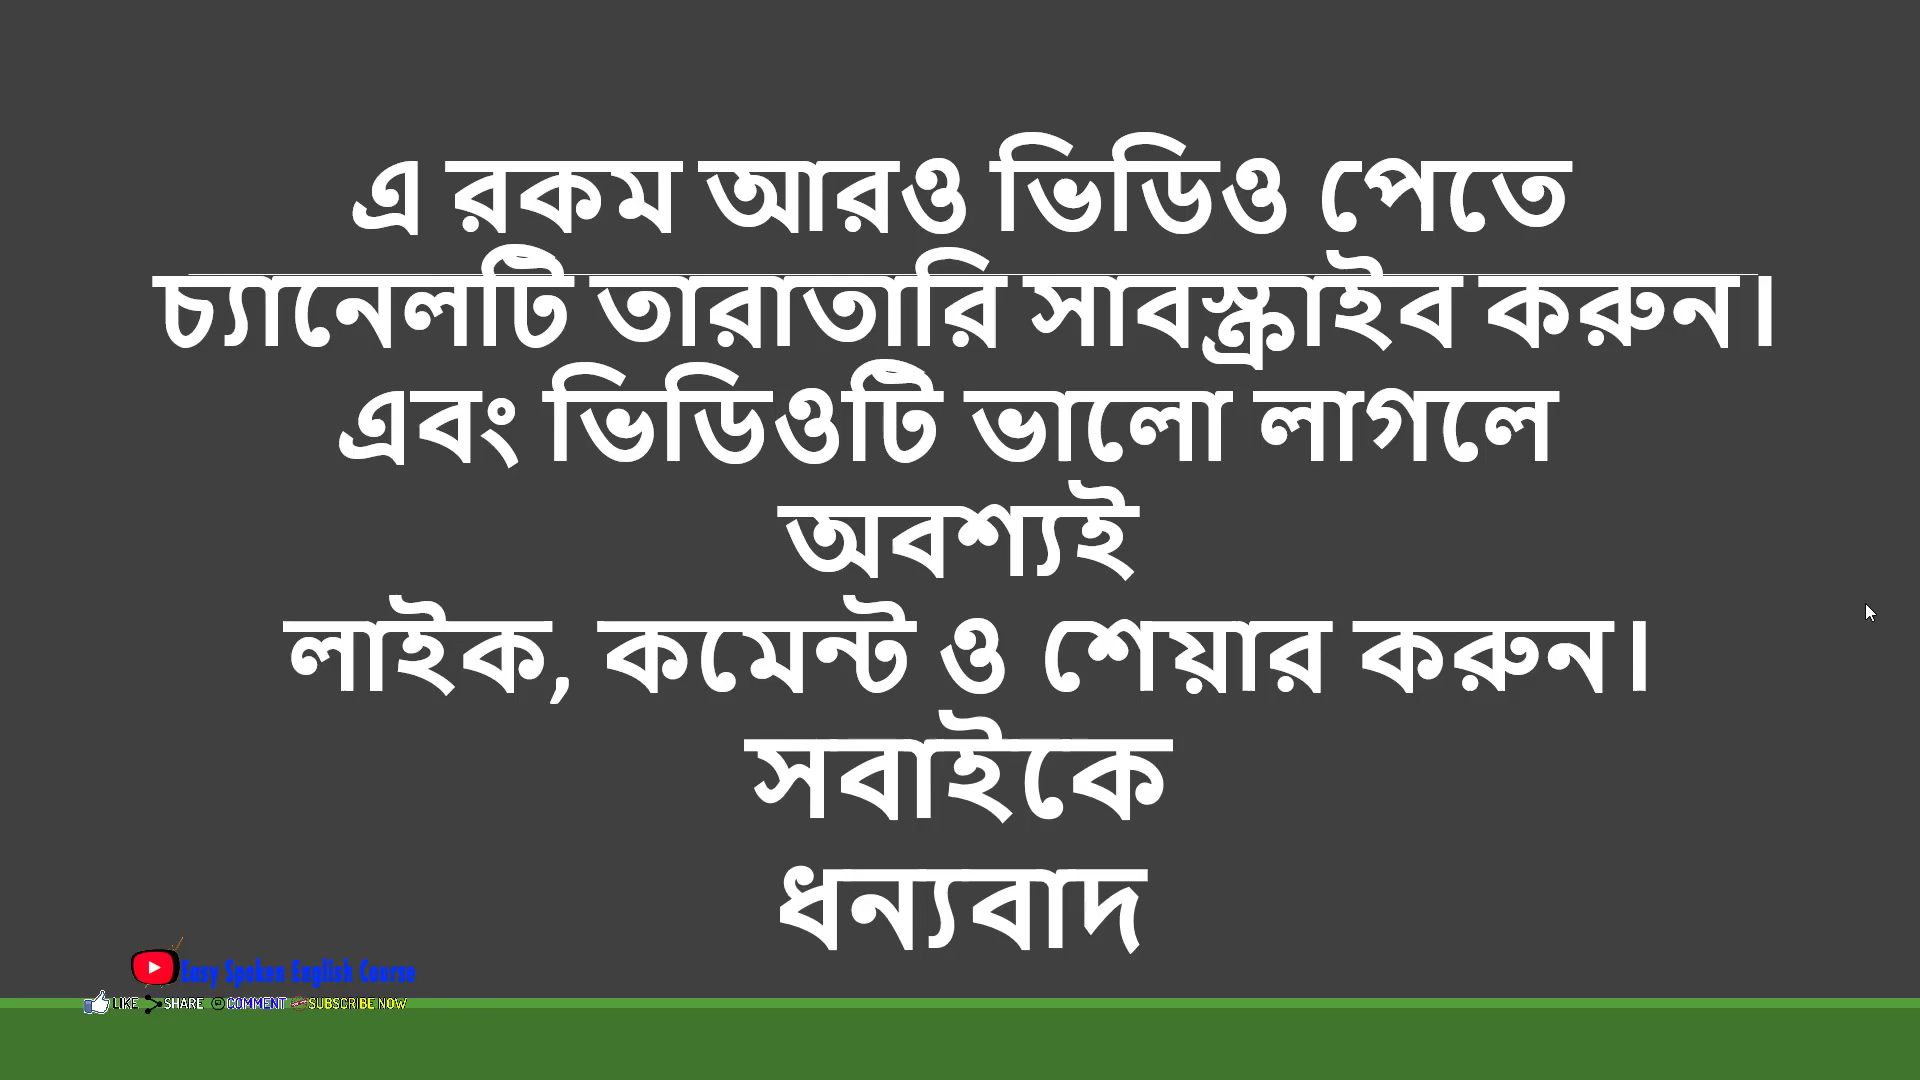 এ রকম আরও ভিডিও পেতে
চ্যানেলটি তারাতারি সাবস্ক্রাইব করুন।
এবং ভিডিওটি ভালো লাগলে
অবশ্যই
লাইক, কমেন্ট ও শেয়ার করুন।
সবাইকে
ধন্যবাদ
Easy Spoken English Course
LIKE SHARE COMMENT SUBSCRIBE NOW